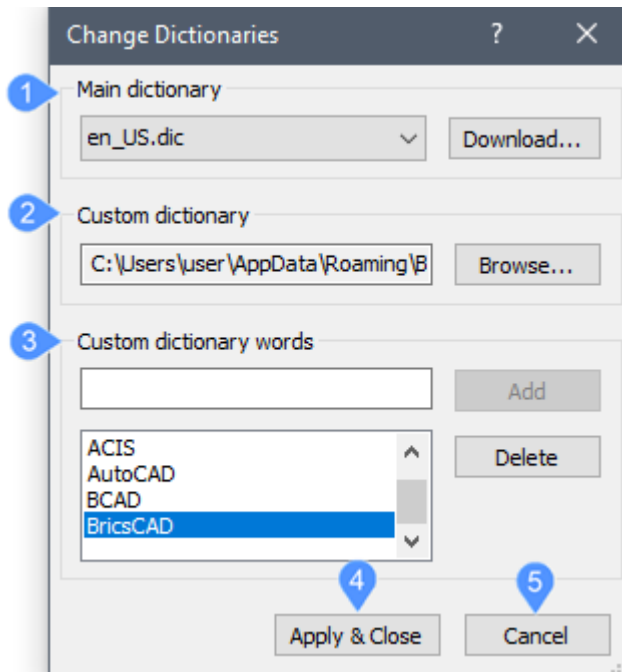 Change Dictionaries ?
1 Main dictionary
en_US.dic Download...
2 Custom dictionary
C:\Users\user\AppData\Roaming\B Browse...
3 Custom dictionary words
Add
ACIS Delete
AutoCAD
BCAD
BricsCAD
4 5
Apply & Close Cancel